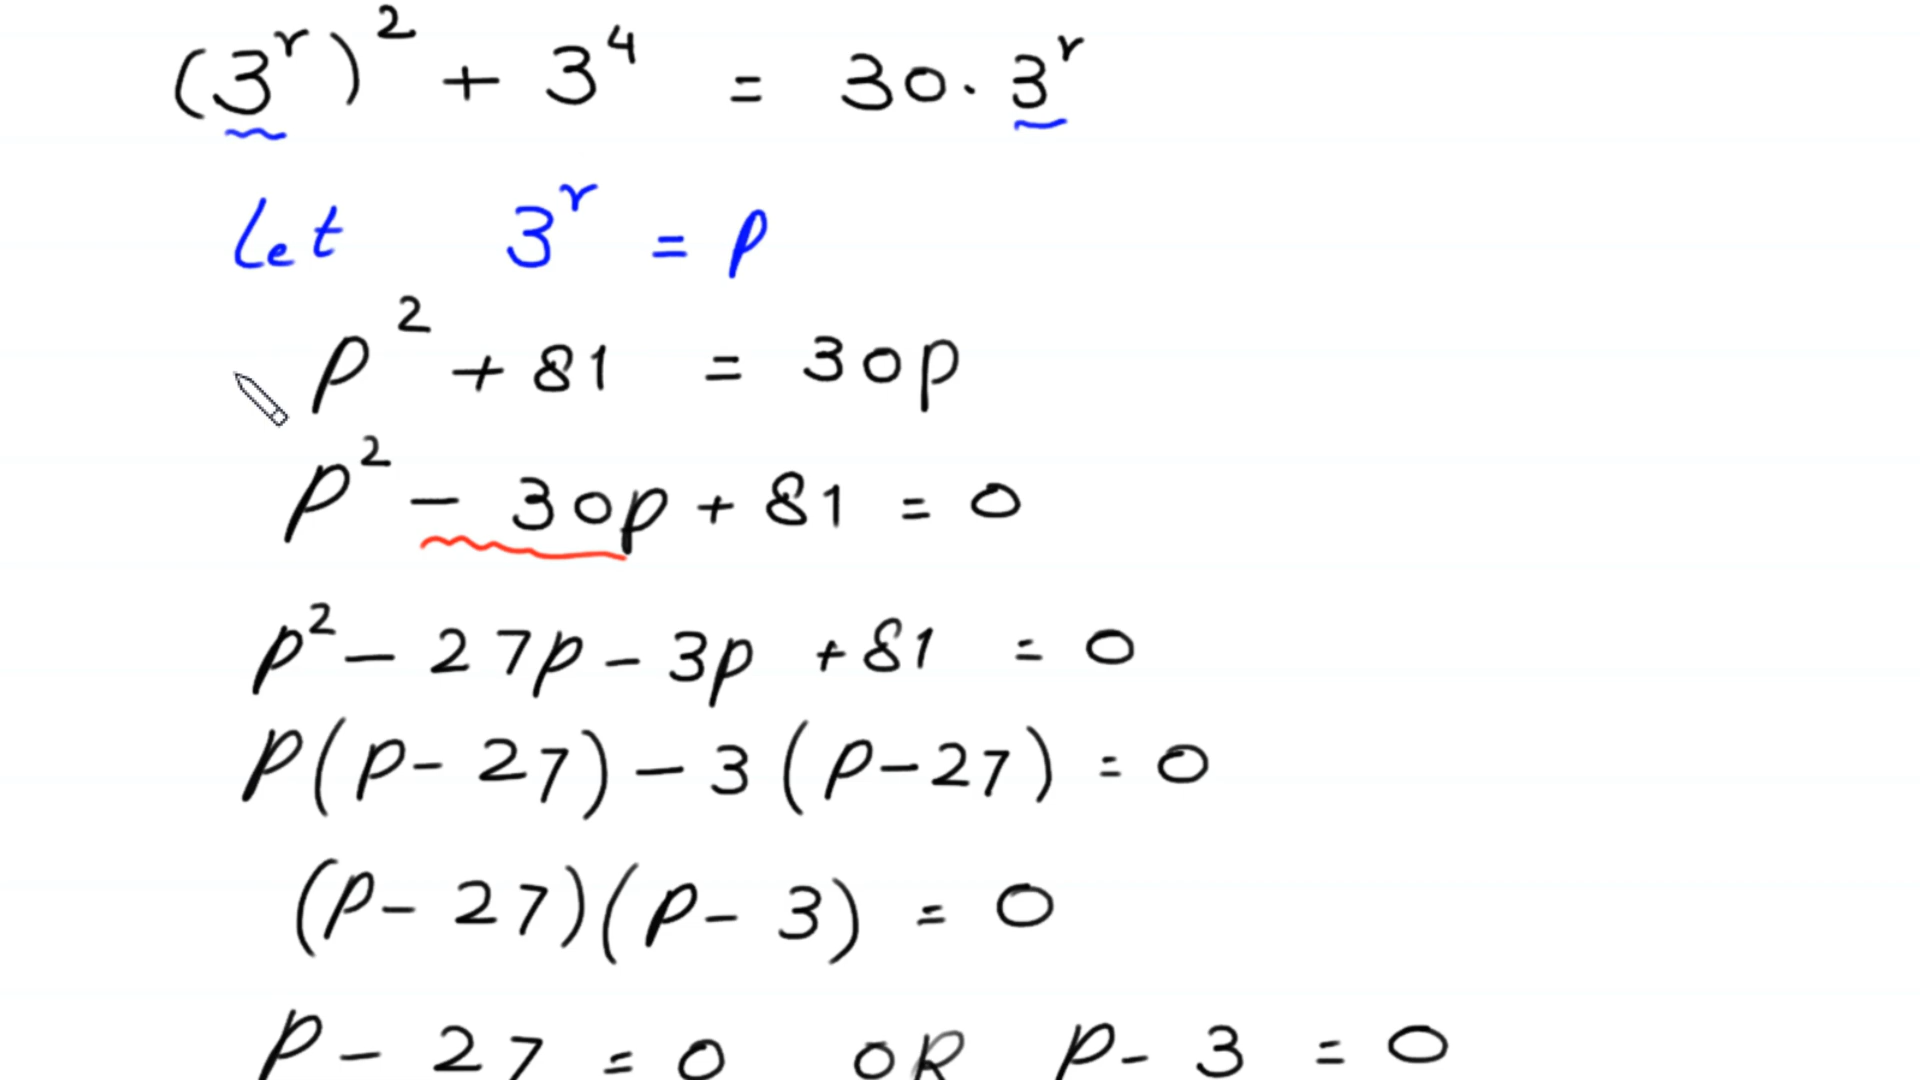 (3^r)^2 + 3^4 = 30 · 3^r
Let 3^r = p
p^2 + 81 = 30p
p^2 - 30p + 81 = 0
p^2 - 27p - 3p + 81 = 0
p(p - 27) - 3(p - 27) = 0
(p - 27)(p - 3) = 0
p - 27 = 0 OR p - 3 = 0